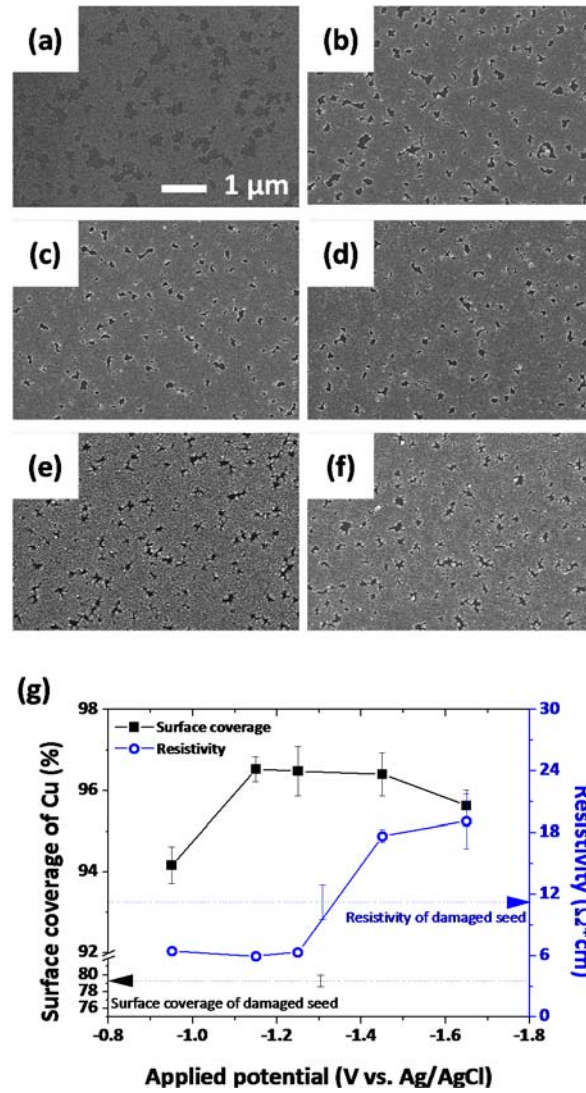 (a)
(b)
1 µm
(c)
(d)
(e)
(f)
(g)
Surface coverage
Resistivity
Surface coverage of Cu (%)
98
96
94
92
80
78
76
30
24
18
12
6
0
Resistivity (Ω*cm)
Resistivity of damaged seed
Surface coverage of damaged seed
-0.8
-1.0
-1.2
-1.4
-1.6
-1.8
Applied potential (V vs. Ag/AgCl)